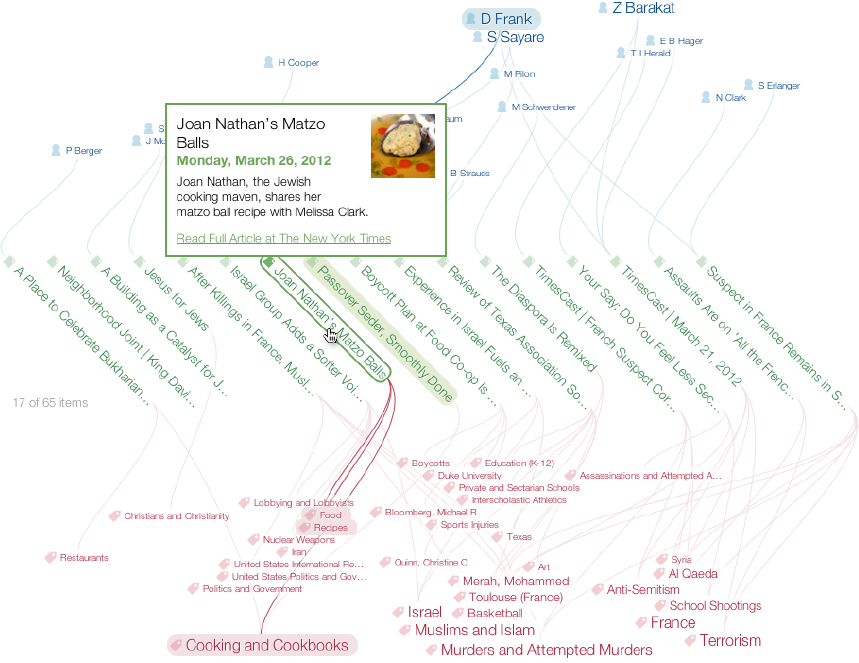 D Frank
Z Barakat
S Sayare
E B Hager
T I Herald
H Cooper
M Rilon
S Erlanger
N Clark
M Schwendener
aum
S
J Mc
P Berger
B Strauss
Joan Nathan's Matzo
Balls
Monday, March 26, 2012
Joan Nathan, the Jewish
cooking maven, shares her
matzo ball recipe with Melissa Clark.
Read Full Article at The New York Times
A Place to Celebrate Bukharian...
Neighborhood Joint | King Davi...
A Building as a Catalyst for J...
Jesus for Jews
After Killings in France, Musl...
Israel Group Adds a Softer Voi...
Joan Nathan's Matzo Balls
Passover Seder, Smoothly Done
Boycott Plan at Food Co-op Is ...
Experience in Israel Fuels an ...
Review of Texas Association So...
The Diaspora is Remixed
TimesCast | French Suspect Cor...
Your Say: Do You Feel Less Sec...
TimesCast | March 21, 2012
Assaults Are on 'All the Frenc...
Suspect in France Remains in S...
17 of 65 items
Boycotts
Education (K-12)
Duke University
Assassinations and Attempted A...
Private and Sectarian Schools
Interscholastic Athletics
Lobbying and Lobbyists
Food
Bloomberg, Michael R
Christians and Christianity
Recipes
Sports Injuries
Nuclear Weapons
Texas
Iran
Restaurants
United States International Re...
Quinn, Christine C
Art
Syria
United States Politics and Gov...
Merah, Mohammed
Al Qaeda
Politics and Government
Anti-Semitism
Toulouse (France)
School Shootings
Israel
Basketball
France
Muslims and Islam
Terrorism
Cooking and Cookbooks
Murders and Attempted Murders